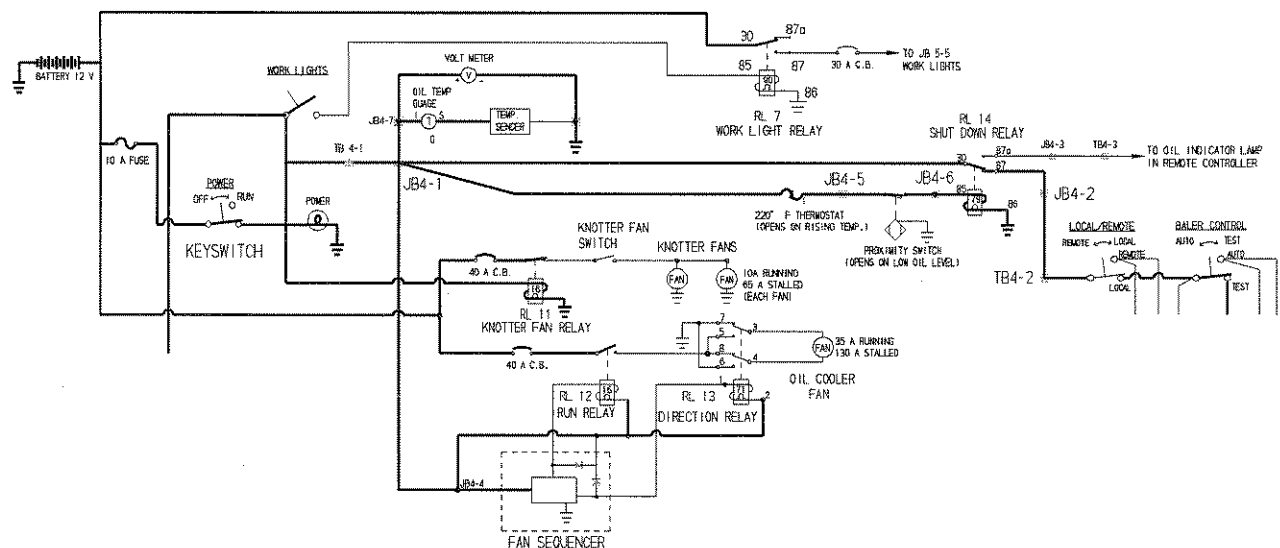 BATTERY 12 V
10 A FUSE
POWER
OFF RUN
KEYSWITCH
WORK LIGHTS
POWER
TB 4-1
JB4-7
VOLT METER
V
OIL TEMP
GUAGE
I S
T
G
TEMP.
SENDER
JB4-1
30 87a
87
85
86
30 A C.B.
TO JB 5-5
WORK LIGHTS
RL 7
WORK LIGHT RELAY
RL 14
SHUT DOWN RELAY
30 87a
87
85
86
79
JB4-3
TB4-3
TO OIL INDICATOR LAMP
IN REMOTE CONTROLLER
JB4-5
JB4-6
JB4-2
220° F THERMOSTAT
(OPENS ON RISING TEMP.)
PROXIMITY SWITCH
(OPENS ON LOW OIL LEVEL)
LOCAL/REMOTE
REMOTE LOCAL
REMOTE
LOCAL
BALER CONTROL
AUTO TEST
AUTO
TEST
TB4-2
KNOTTER FAN
SWITCH
KNOTTER FANS
FAN FAN
10A RUNNING
65 A STALLED
(EACH FAN)
40 A C.B.
RL 11
KNOTTER FAN RELAY
40 A C.B.
7
5
8
6
3
4
FAN
35 A RUNNING
130 A STALLED
OIL COOLER
FAN
RL 12
RUN RELAY
1
71
2
RL 13
DIRECTION RELAY
JB4-4
FAN SEQUENCER